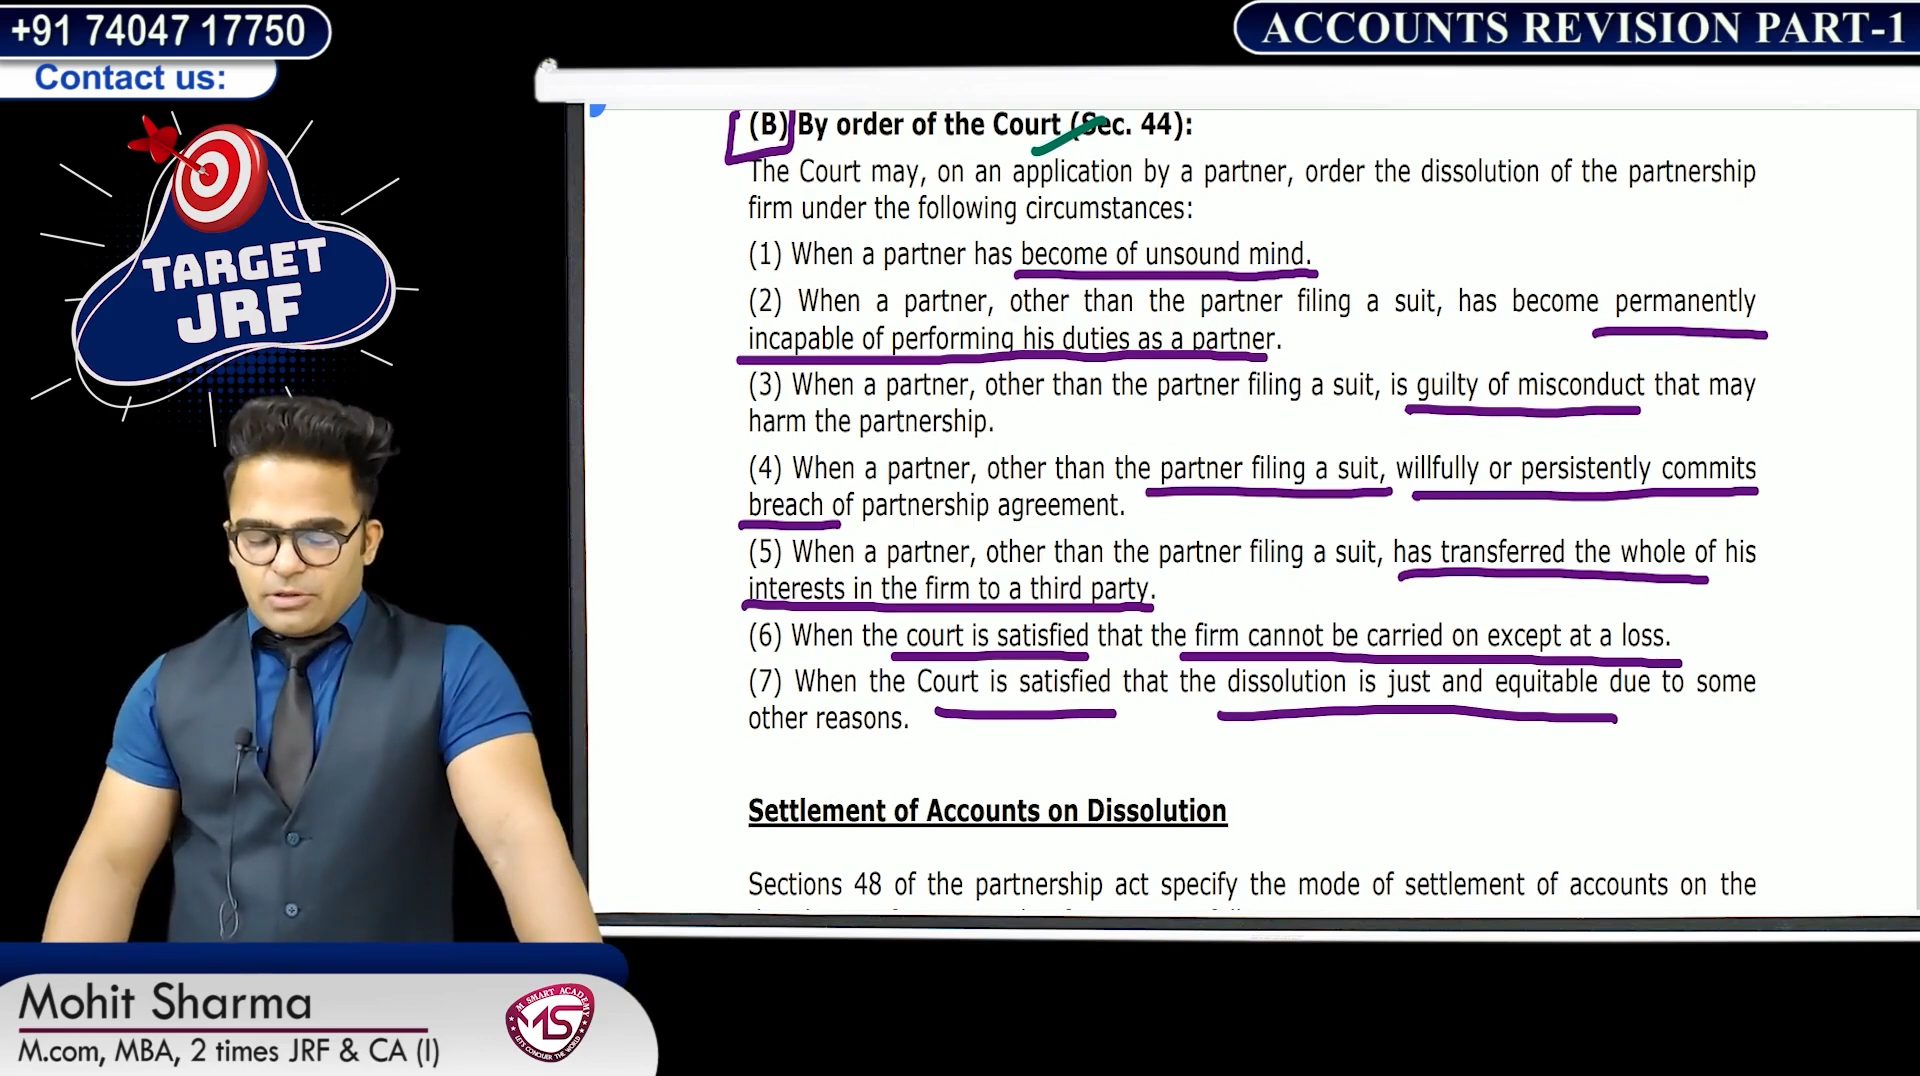 +91 74047 17750
Contact us:
ACCOUNTS REVISION PART-1
TARGET
JRF
(B) By order of the Court (Sec. 44):
The Court may, on an application by a partner, order the dissolution of the partnership
firm under the following circumstances:
(1) When a partner has become of unsound mind.
(2) When a partner, other than the partner filing a suit, has become permanently
incapable of performing his duties as a partner.
(3) When a partner, other than the partner filing a suit, is guilty of misconduct that may
harm the partnership.
(4) When a partner, other than the partner filing a suit, willfully or persistently commits
breach of partnership agreement.
(5) When a partner, other than the partner filing a suit, has transferred the whole of his
interests in the firm to a third party.
(6) When the court is satisfied that the firm cannot be carried on except at a loss.
(7) When the Court is satisfied that the dissolution is just and equitable due to some
other reasons.
Settlement of Accounts on Dissolution
Sections 48 of the partnership act specify the mode of settlement of accounts on the
Mohit Sharma
M.com, MBA, 2 times JRF & CA (I)
M SMART ACADEMY
MS
LETS CONQUER THE WORLD